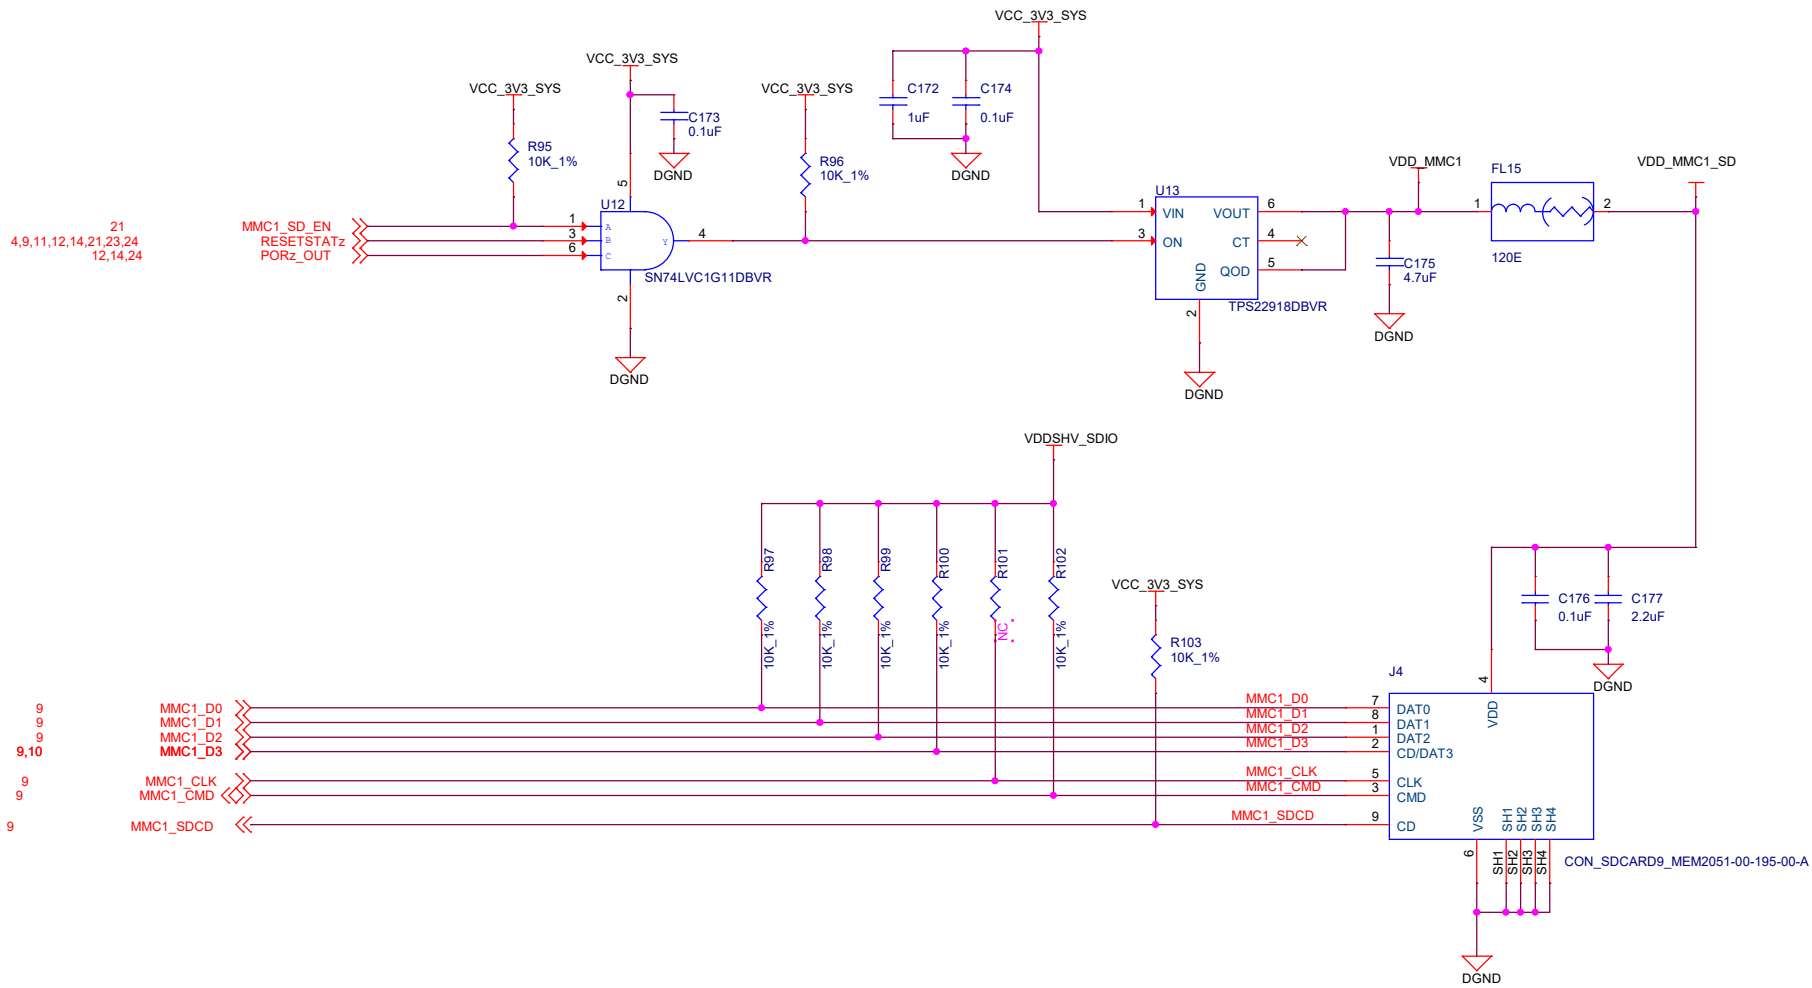 VCC_3V3_SYS
VCC_3V3_SYS
VCC_3V3_SYS
VCC_3V3_SYS
C172
1uF
C174
0.1uF
C173
0.1uF
DGND
DGND
R95
10K_1%
R96
10K_1%
VDD_MMC1
FL15
VDD_MMC1_SD
5
U12
U13
21 MMC1_SD_EN 1 A
4,9,11,12,14,21,23,24 RESETSTATz 3 B Y 4
12,14,24 PORz_OUT 6 C
SN74LVC1G11DBVR
2
DGND
1 VIN VOUT 6
3 ON CT 4
QOD 5
GND
TPS22918DBVR
2
DGND
C175
4.7uF
DGND
1 2
120E
VDDSHV_SDIO
R97
10K_1%
R98
10K_1%
R99
10K_1%
R100
10K_1%
R101
NC
R102
10K_1%
VCC_3V3_SYS
R103
10K_1%
C176
0.1uF
C177
2.2uF
DGND
J4
4
VDD
9 MMC1_D0 MMC1_D0 7 DAT0
9 MMC1_D1 MMC1_D1 8 DAT1
9 MMC1_D2 MMC1_D2 1 DAT2
9,10 MMC1_D3 MMC1_D3 2 CD/DAT3
9 MMC1_CLK MMC1_CLK 5 CLK
9 MMC1_CMD MMC1_CMD 3 CMD
9 MMC1_SDCD MMC1_SDCD 9 CD
VSS SH1 SH2 SH3 SH4
6 SH1 SH2 SH3 SH4
CON_SDCARD9_MEM2051-00-195-00-A
DGND